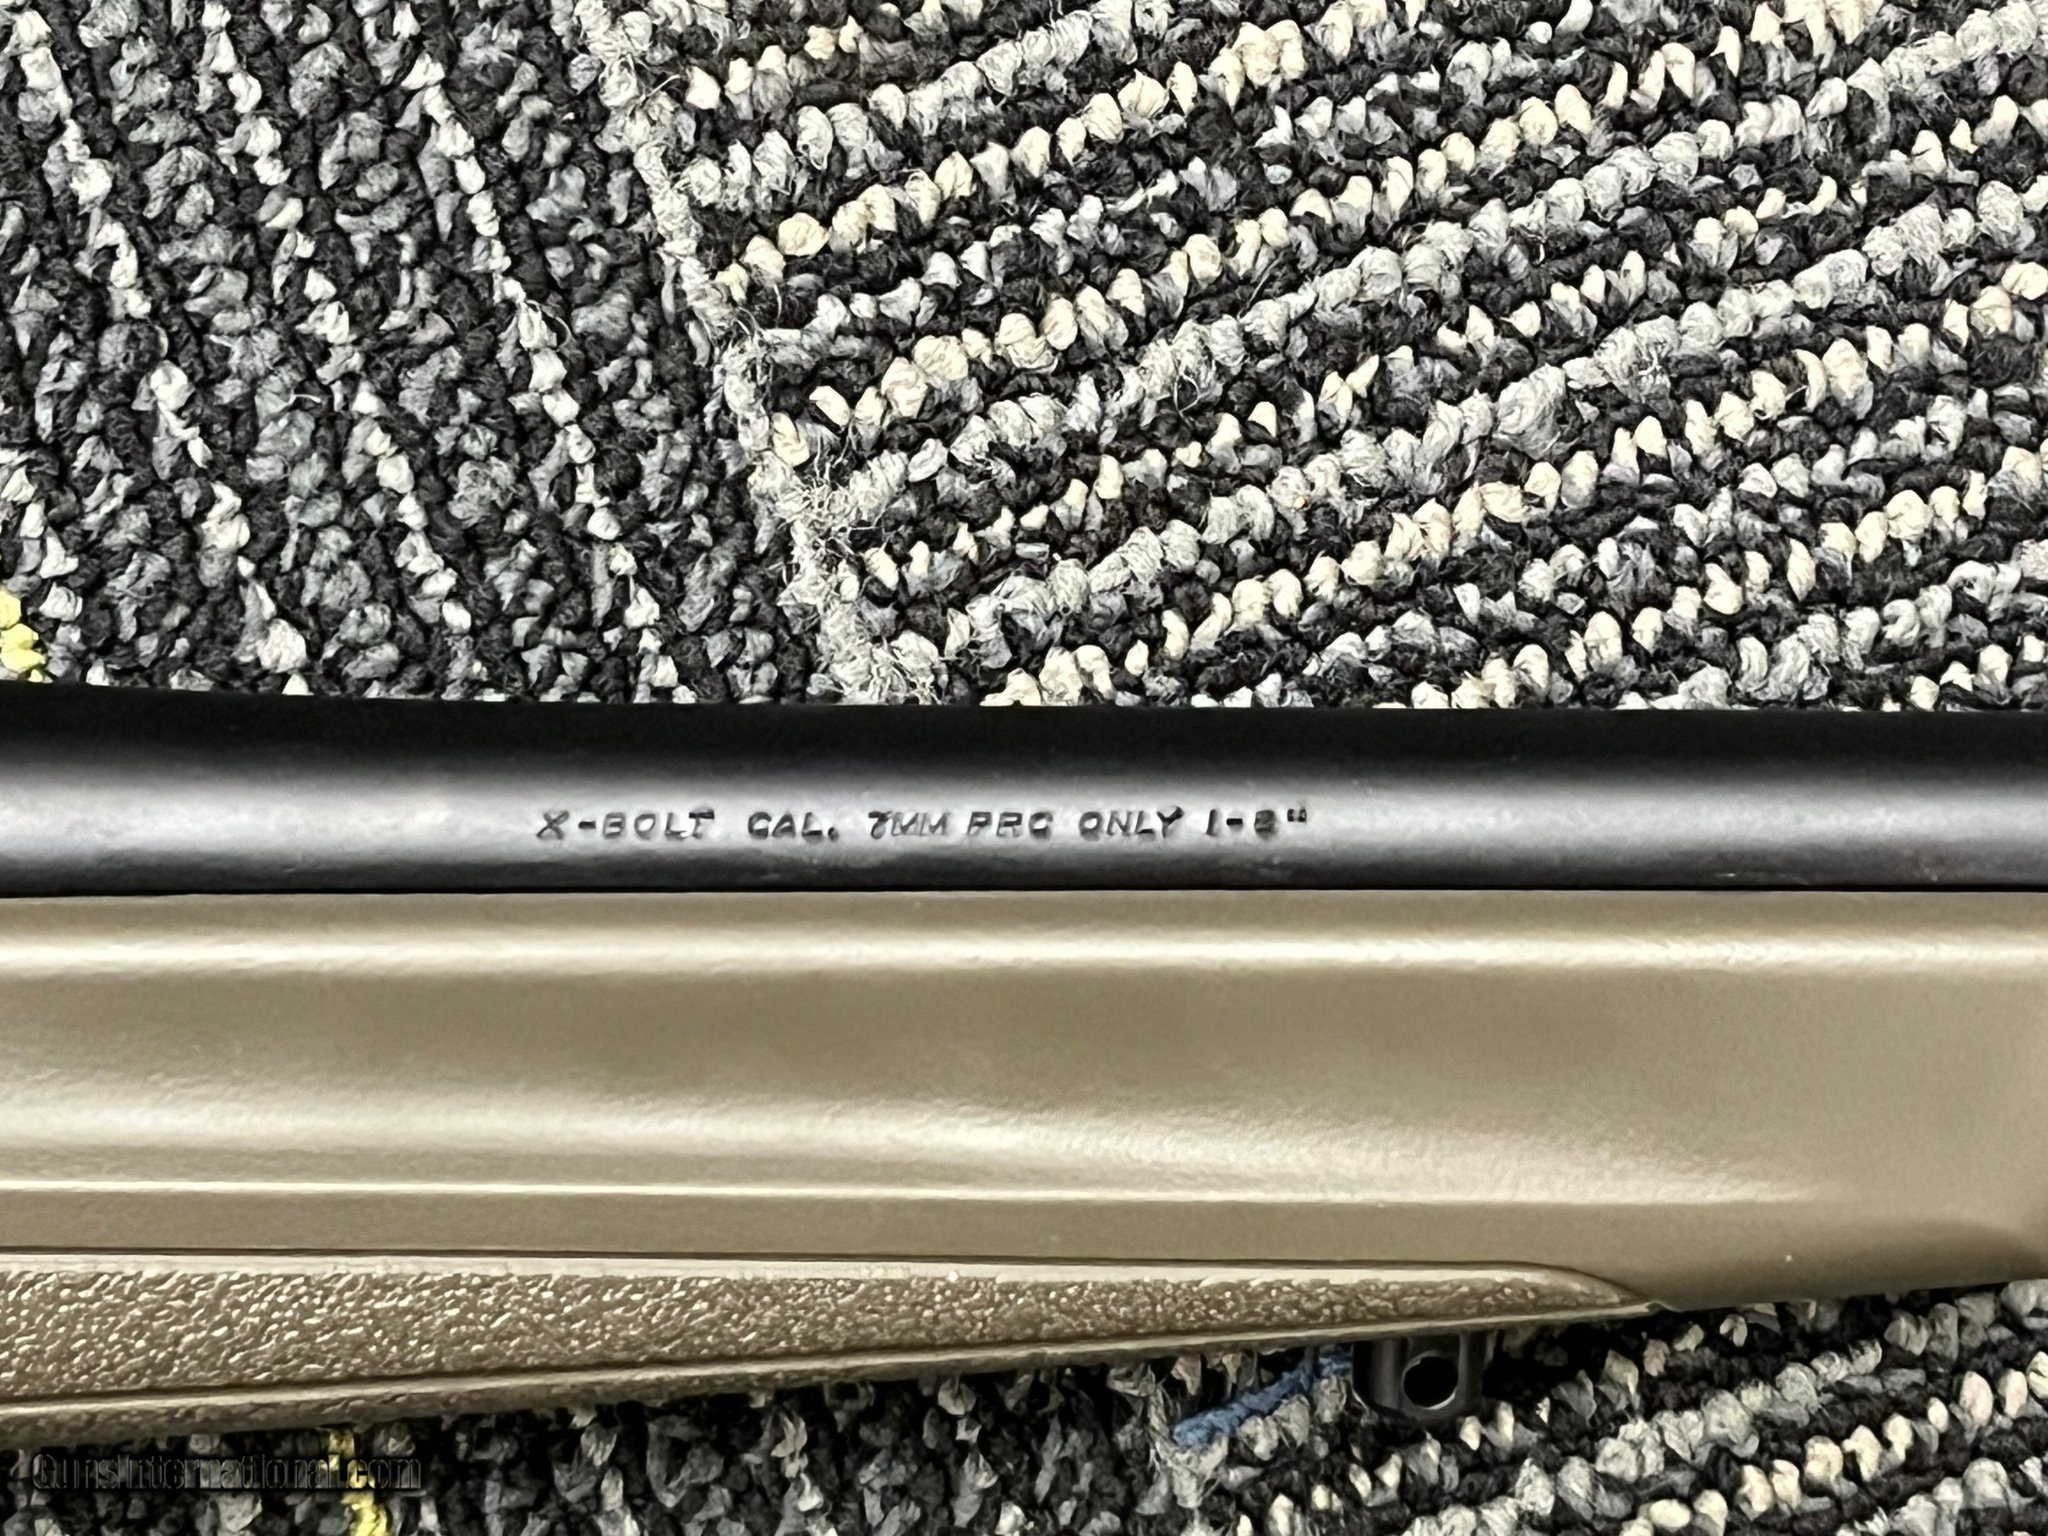 X-BOLT CAL. 7MM PRC ONLY 1-8"
GunsInternational.com